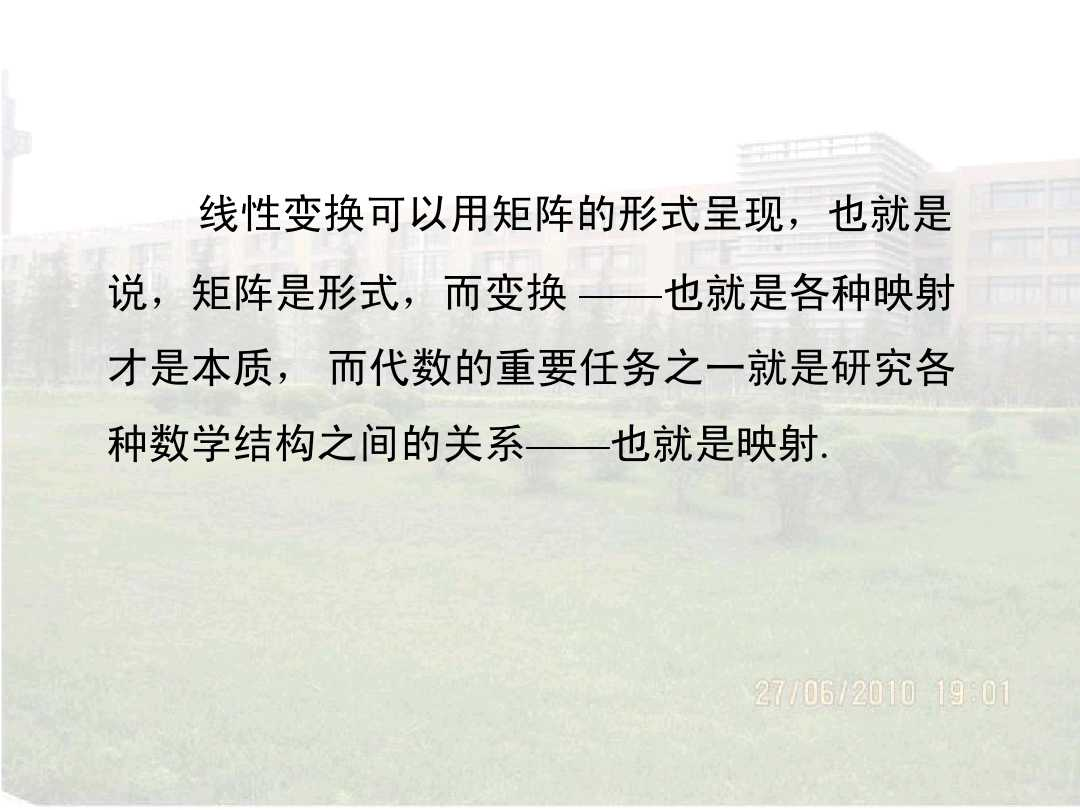 线性变换可以用矩阵的形式呈现，也就是
说，矩阵是形式，而变换 ——也就是各种映射
才是本质， 而代数的重要任务之一就是研究各
种数学结构之间的关系——也就是映射.
27/06/2010 19:01